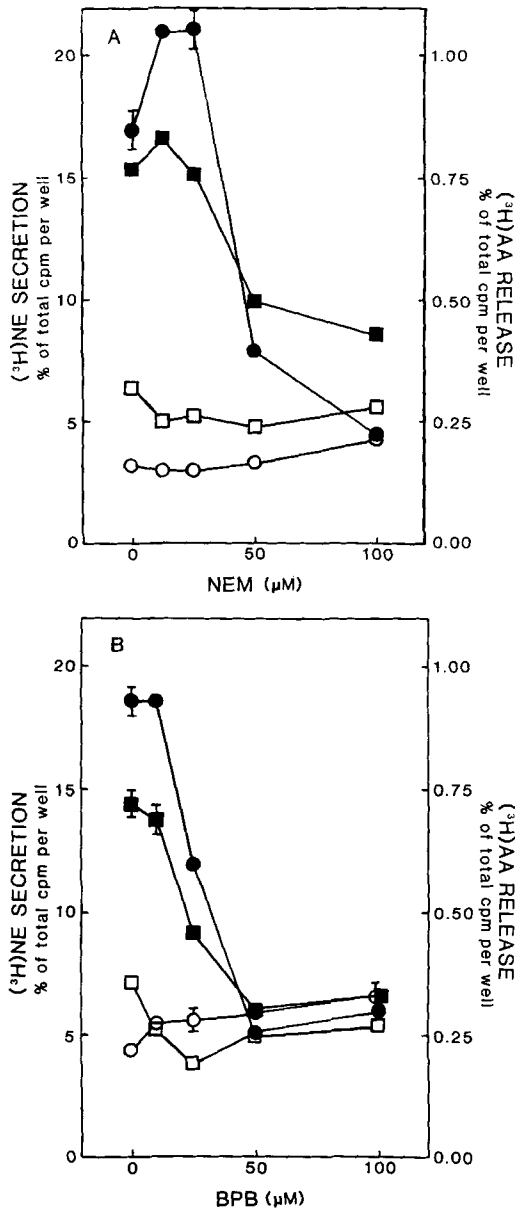 A
20
15
10
5
0
(³H)NE SECRETION
% of total cpm per well
1.00
0.75
0.50
0.25
0.00
(³H)AA RELEASE
% of total cpm per well
0
50
100
NEM (μM)
B
20
15
10
5
0
(³H)NE SECRETION
% of total cpm per well
1.00
0.75
0.50
0.25
0.00
(³H)AA RELEASE
% of total cpm per well
0
50
100
BPB (μM)